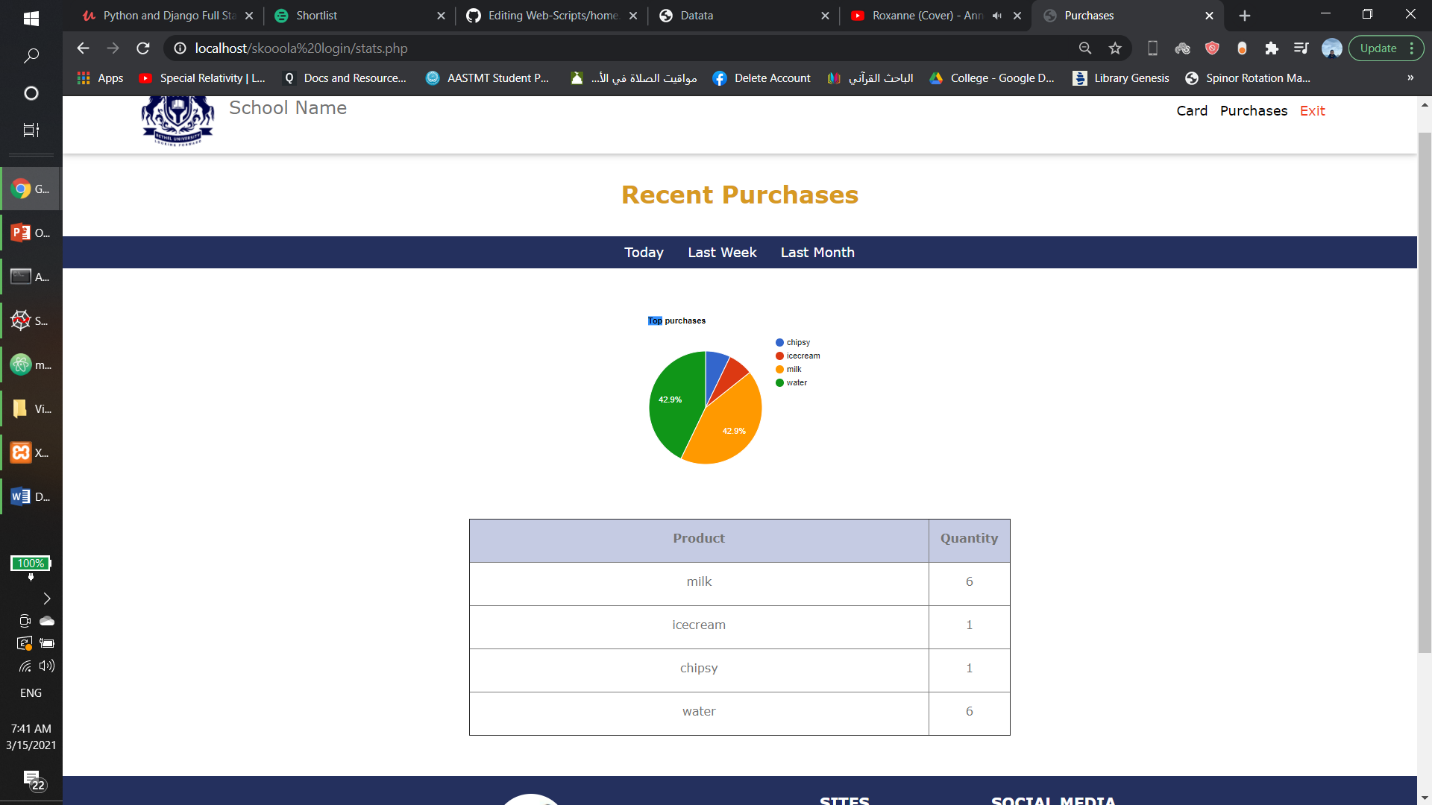 Python and Django Full Sta
Shortlist
Editing Web-Scripts/home.
Datata
Roxanne (Cover) - Ann
Purchases
localhost/skooola%20login/stats.php
Update
Apps
Special Relativity | L...
Docs and Resource...
AASTMT Student P...
مواقيت الصلاة في الأ...
Delete Account
الباحث القرآني
College - Google D...
Library Genesis
Spinor Rotation Ma...
»
G...
O...
A...
S...
m...
Vi...
X...
D...
100%
ENG
7:41 AM
3/15/2021
22
BETHEL UNIVERSITY
School Name
Card
Purchases
Exit
Recent Purchases
Today
Last Week
Last Month
Top purchases
chipsy
icecream
milk
water
42.9%
42.9%
Product Quantity
milk 6
icecream 1
chipsy 1
water 6
SITES
SOCIAL MEDIA